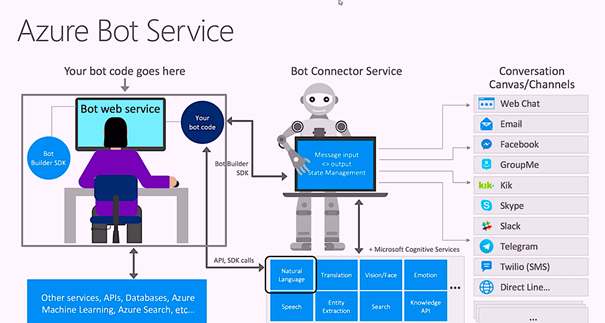 Azure Bot Service
Your bot code goes here
Bot web service
Your
bot code
Bot
Builder SDK
Bot Builder
SDK
API, SDK calls
Other services, APIs, Databases, Azure
Machine Learning, Azure Search, etc...
Bot Connector Service
Message input
<> output
State Management
+ Microsoft Cognitive Services
Natural
Language
Translation
Vision/Face
Emotion
Speech
Entity
Extraction
Search
Knowledge
API
...
Conversation
Canvas/Channels
Web Chat
Email
Facebook
GroupMe
kik
Kik
Skype
Slack
Telegram
Twilio (SMS)
Direct Line...
...